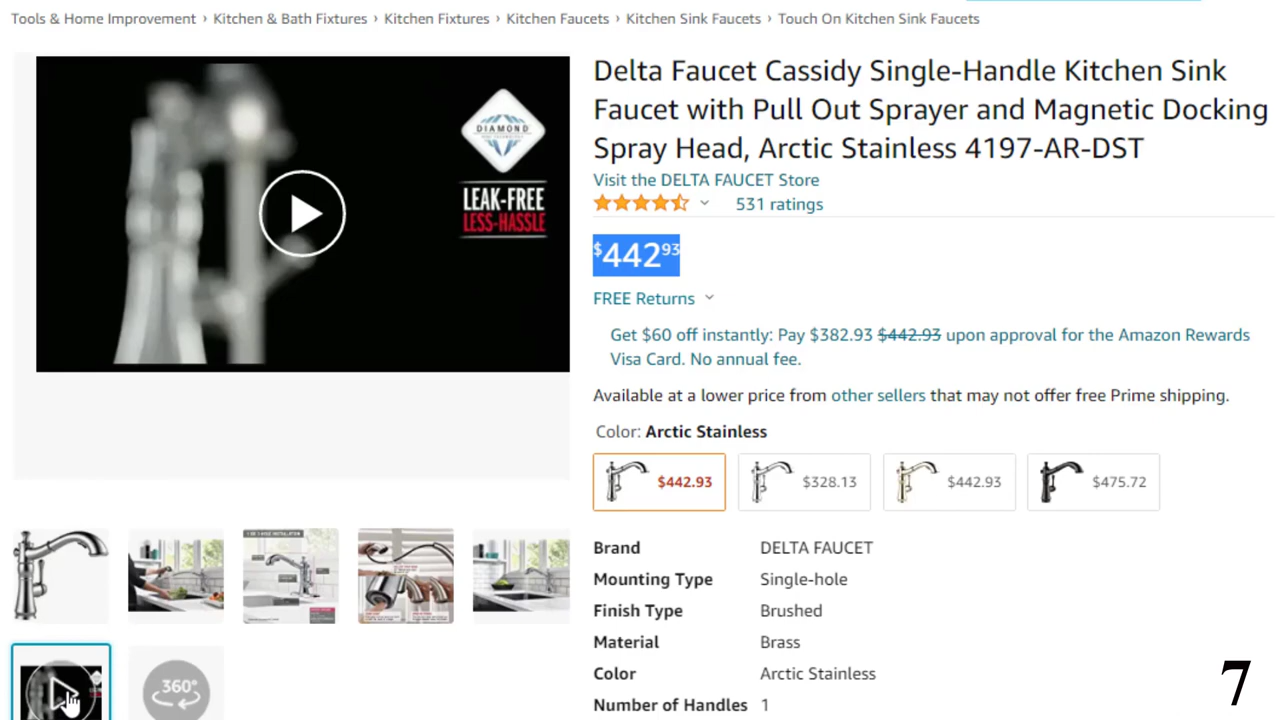 Tools & Home Improvement › Kitchen & Bath Fixtures › Kitchen Fixtures › Kitchen Faucets › Kitchen Sink Faucets › Touch On Kitchen Sink Faucets
DIAMOND
LEAK-FREE
LESS-HASSLE
Delta Faucet Cassidy Single-Handle Kitchen Sink
Faucet with Pull Out Sprayer and Magnetic Docking
Spray Head, Arctic Stainless 4197-AR-DST
Visit the DELTA FAUCET Store
531 ratings
$44293
FREE Returns
Get $60 off instantly: Pay $382.93 $442.93 upon approval for the Amazon Rewards
Visa Card. No annual fee.
Available at a lower price from other sellers that may not offer free Prime shipping.
Color: Arctic Stainless
$442.93 $328.13 $442.93 $475.72
Brand DELTA FAUCET
Mounting Type Single-hole
Finish Type Brushed
Material Brass
Color Arctic Stainless
Number of Handles 1
360°
7